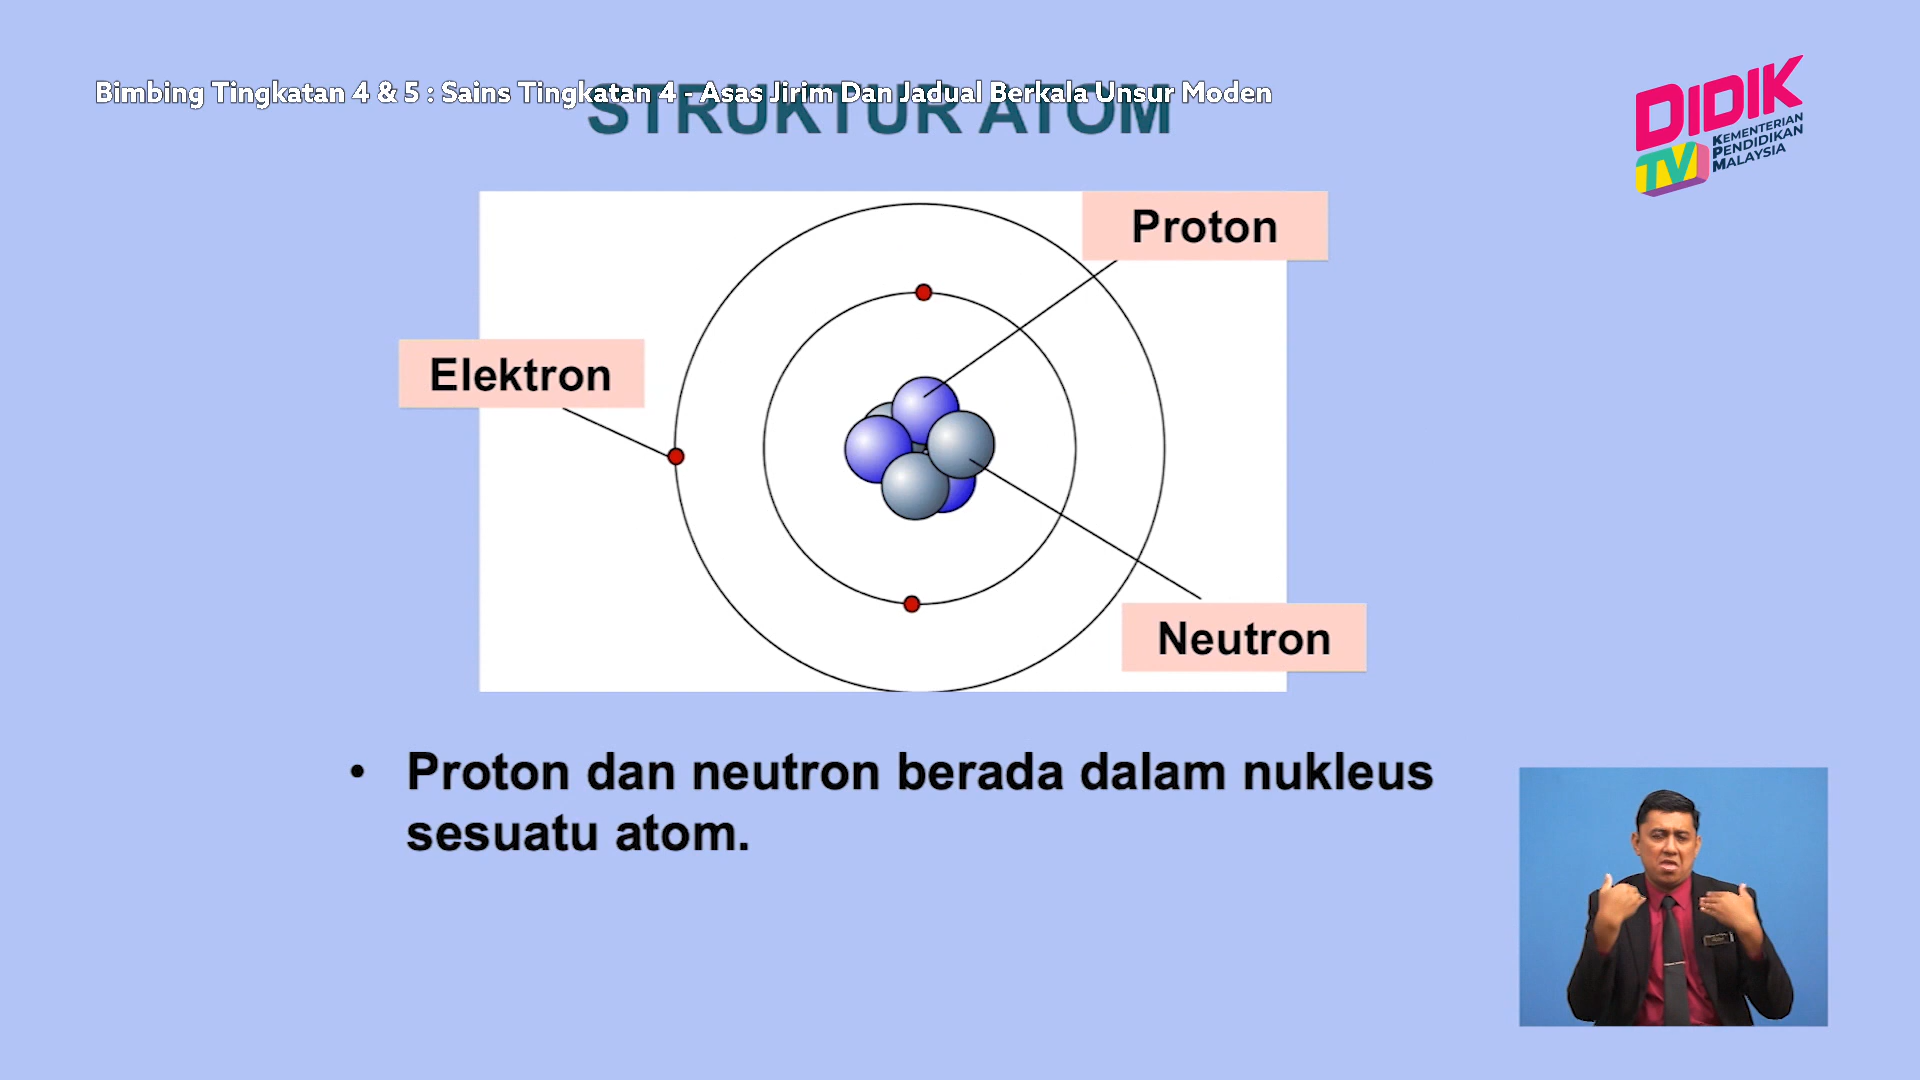 Bimbing Tingkatan 4 & 5 : Sains Tingkatan 4 - Asas Jirim Dan Jadual Berkala Unsur Moden
STRUKTUR ATOM
DIDIK
TV
KEMENTERIAN
PENDIDIKAN
MALAYSIA
Proton
Elektron
Neutron
• Proton dan neutron berada dalam nukleus
sesuatu atom.